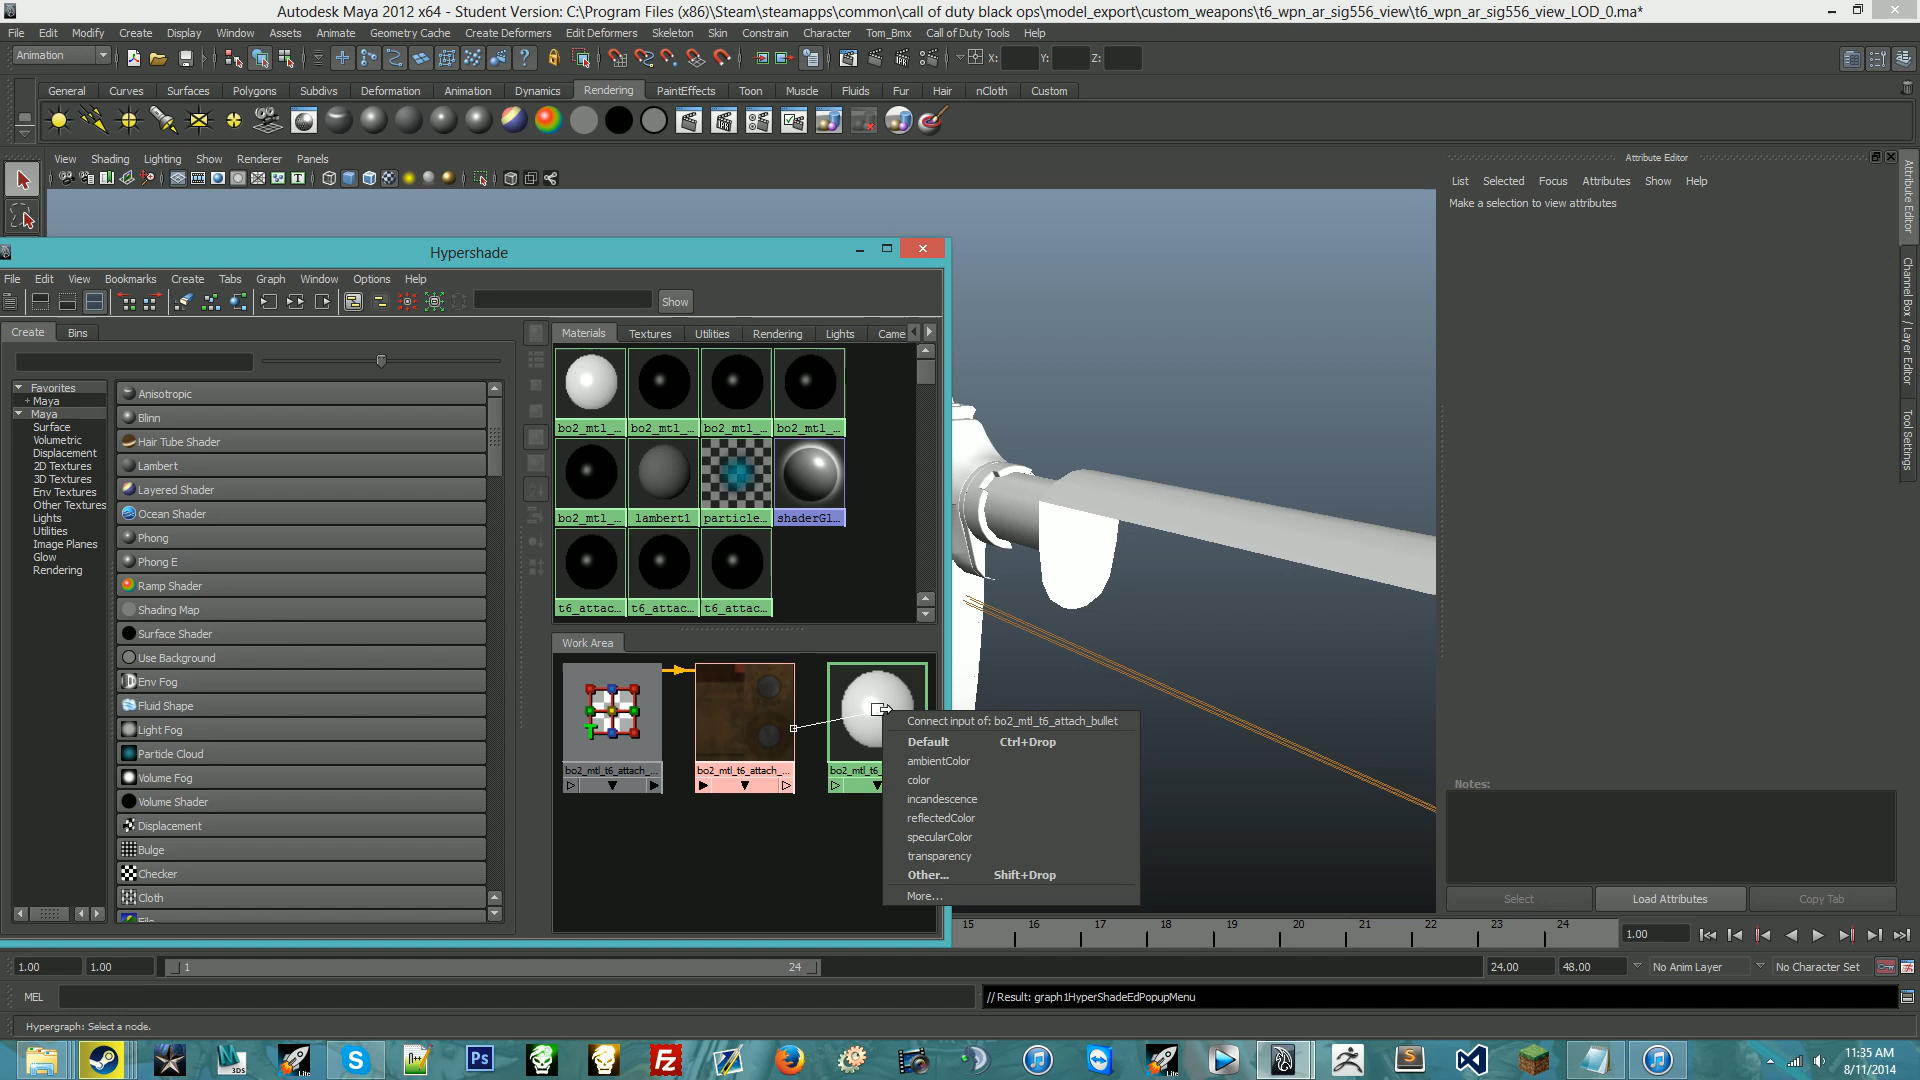 Autodesk Maya 2012 x64 - Student Version: C:\Program Files (x86)\Steam\steamapps\common\call of duty black ops\model_export\custom_weapons\t6_wpn_ar_sig556_view\t6_wpn_ar_sig556_view_LOD_0.ma*
File Edit Modify Create Display Window Assets Animate Geometry Cache Create Deformers Edit Deformers Skeleton Skin Constrain Character Tom_Bmx Call of Duty Tools Help
Animation X: Y: Z:
General Curves Surfaces Polygons Subdivs Deformation Animation Dynamics Rendering PaintEffects Toon Muscle Fluids Fur Hair nCloth Custom
View Shading Lighting Show Renderer Panels
Attribute Editor
List Selected Focus Attributes Show Help
Make a selection to view attributes
Attribute Editor
Channel Box / Layer Editor
Tool Settings
Hypershade
File Edit View Bookmarks Create Tabs Graph Window Options Help
Show
Create Bins
Materials Textures Utilities Rendering Lights Came
Favorites
+ Maya
Maya
Surface
Volumetric
Displacement
2D Textures
3D Textures
Env Textures
Other Textures
Lights
Utilities
Image Planes
Glow
Rendering
Anisotropic
Blinn
Hair Tube Shader
Lambert
Layered Shader
Ocean Shader
Phong
Phong E
Ramp Shader
Shading Map
Surface Shader
Use Background
Env Fog
Fluid Shape
Light Fog
Particle Cloud
Volume Fog
Volume Shader
Displacement
Bulge
Checker
Cloth
File
bo2_mtl_... bo2_mtl_... bo2_mtl_... bo2_mtl_...
bo2_mtl_... lambert1 particle... shaderGl...
t6_attac... t6_attac... t6_attac...
Work Area
bo2_mtl_t6_attach_... bo2_mtl_t6_attach_... bo2_mtl_t6_
Connect input of: bo2_mtl_t6_attach_bullet
Default Ctrl+Drop
ambientColor
color
incandescence
reflectedColor
specularColor
transparency
Other... Shift+Drop
More...
Notes:
Select Load Attributes Copy Tab
15 16 17 18 19 20 21 22 23 24 1.00
1.00 1.00 1 24 24.00 48.00 No Anim Layer No Character Set
MEL // Result: graph1HyperShadeEdPopupMenu
Hypergraph: Select a node.
11:35 AM
8/11/2014